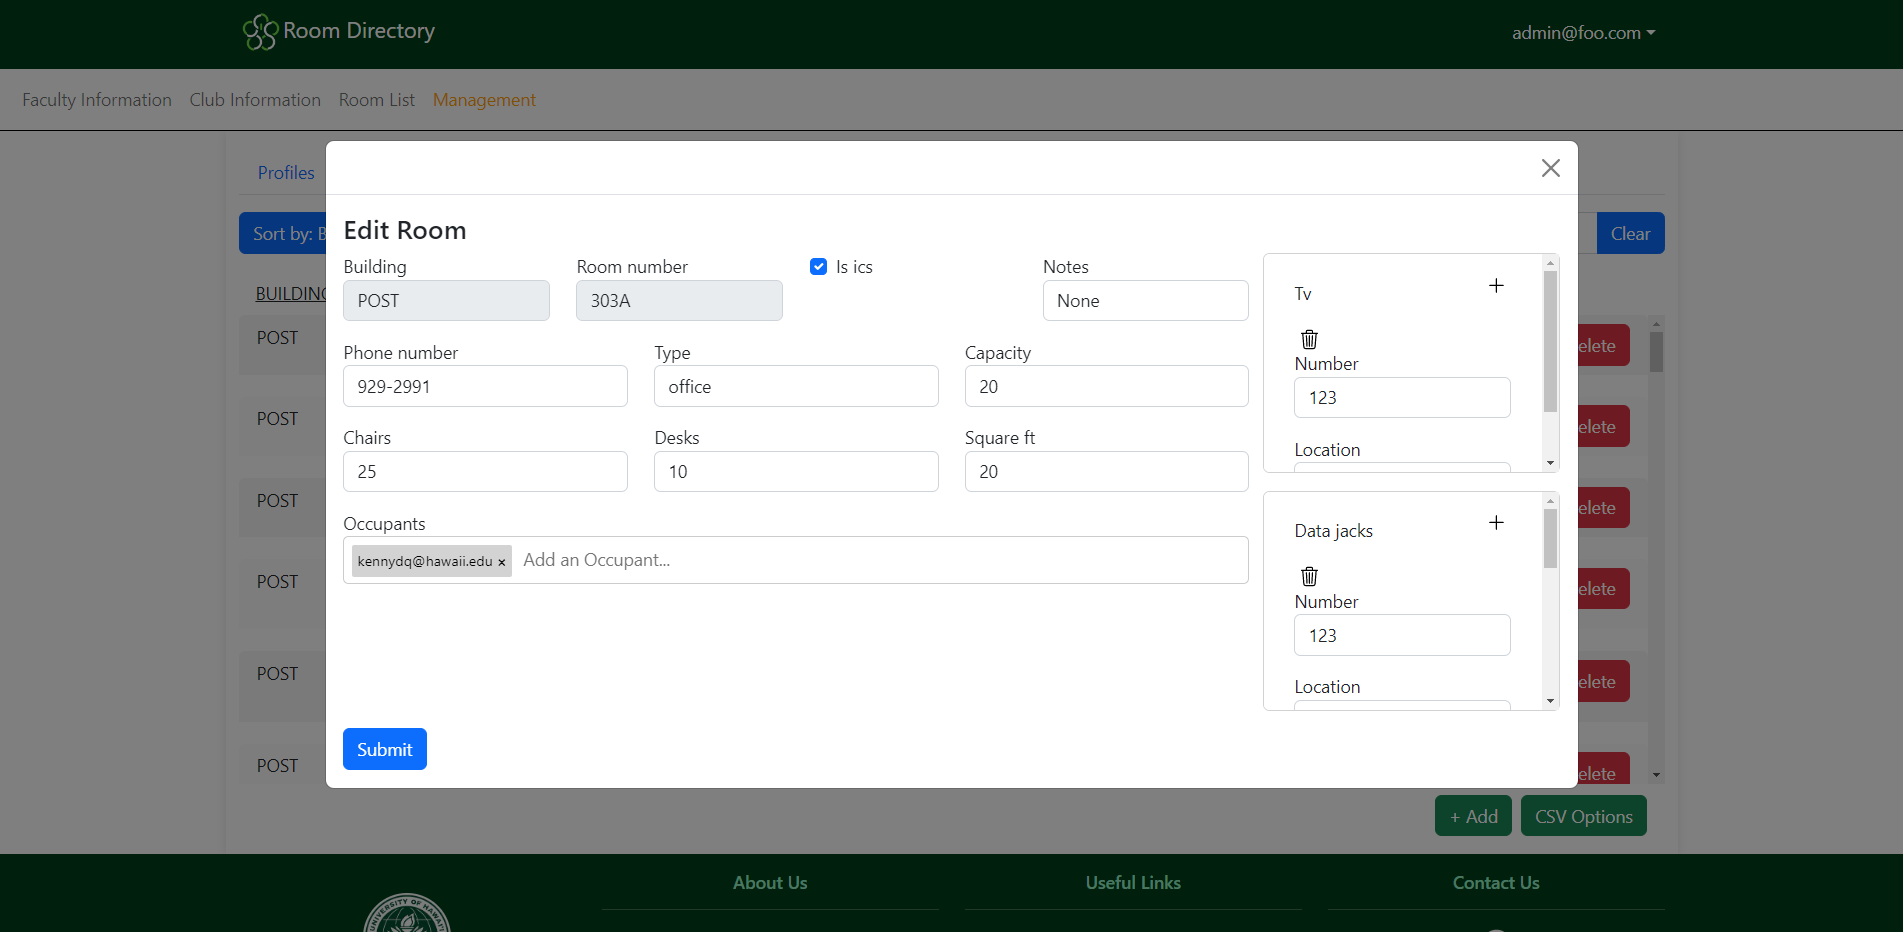 Room Directory
admin@foo.com
Faculty Information Club Information Room List Management
Profiles
Sort by: B
Clear
BUILDING
Edit Room
Building
POST
Room number
303A
Is ics
Notes
None
Phone number
929-2991
Type
office
Capacity
20
Chairs
25
Desks
10
Square ft
20
Occupants
kennydq@hawaii.edu × Add an Occupant...
Submit
Tv +
Number
123
Location
Data jacks +
Number
123
Location
POST elete
POST elete
POST elete
POST elete
POST elete
POST elete
+ Add CSV Options
About Us Useful Links Contact Us
UNIVERSITY OF HAWAI